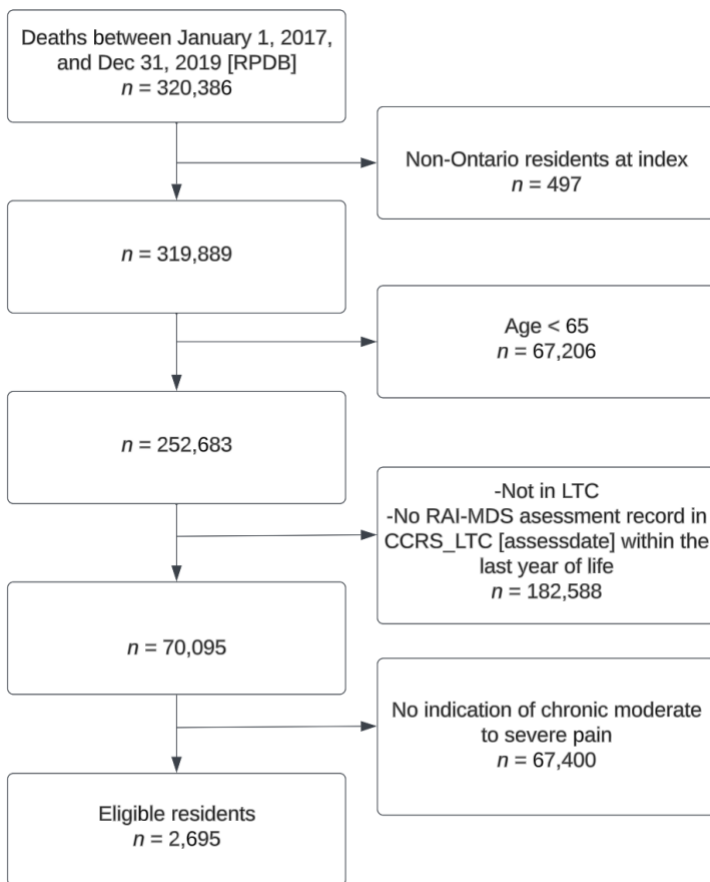 Deaths between January 1, 2017,
and Dec 31, 2019 [RPDB]
n = 320,386
Non-Ontario residents at index
n = 497
n = 319,889
Age < 65
n = 67,206
n = 252,683
-Not in LTC
-No RAI-MDS asessment record in
CCRS_LTC [assessdate] within the
last year of life
n = 182,588
n = 70,095
No indication of chronic moderate
to severe pain
n = 67,400
Eligible residents
n = 2,695